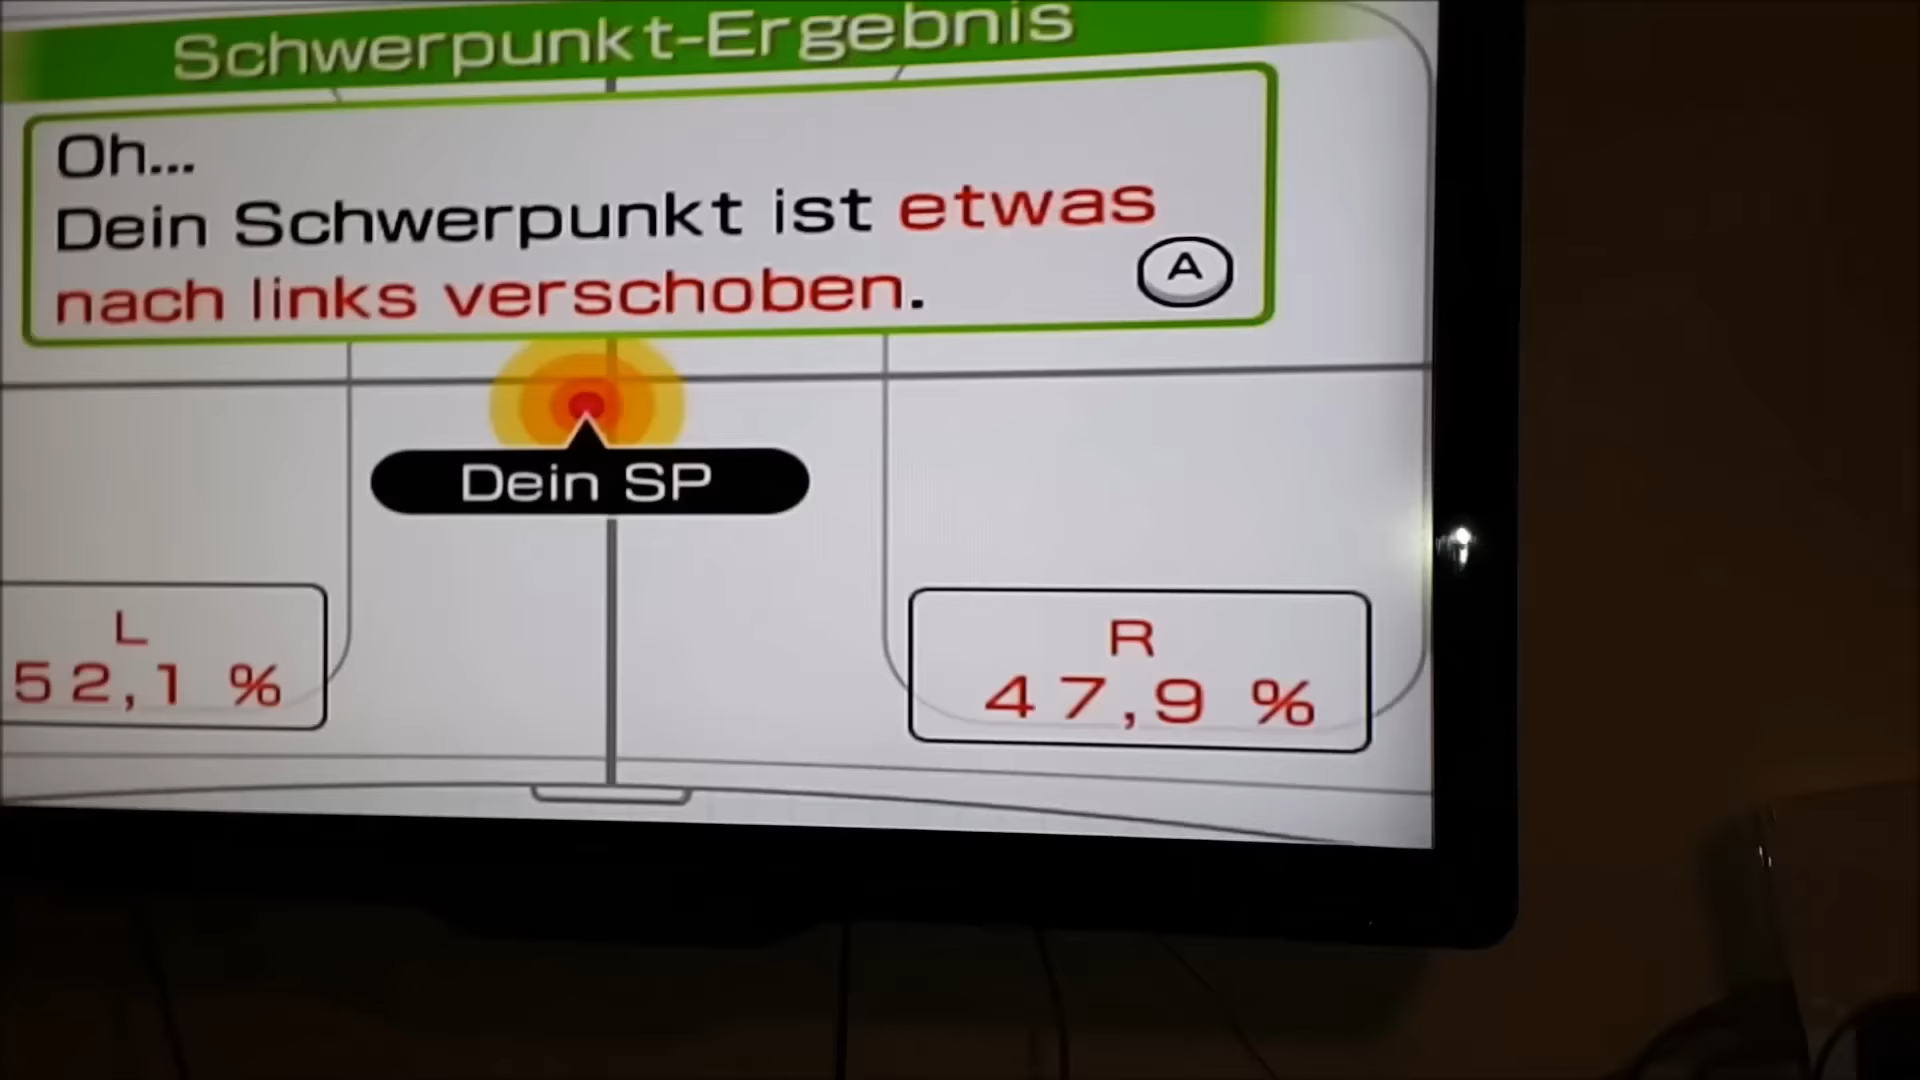 Schwerpunkt-Ergebnis
Oh...
Dein Schwerpunkt ist etwas
nach links verschoben.
A
Dein SP
L
52,1 %
R
47,9 %